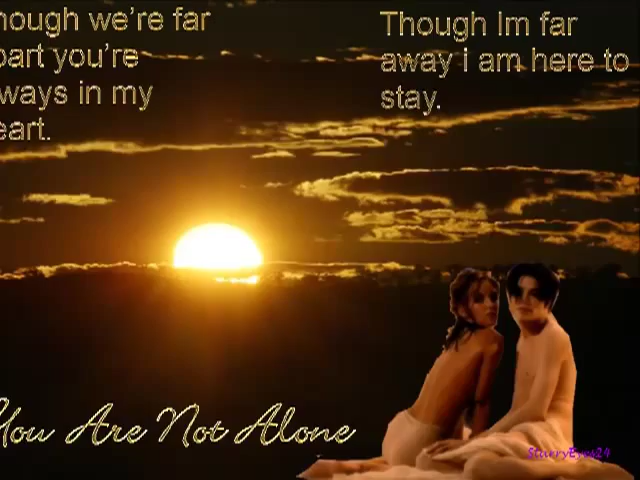 hough we're far
part you're
ways in my
eart.
Though Im far
away i am here to
stay.
You Are Not Alone
StarryEyes24